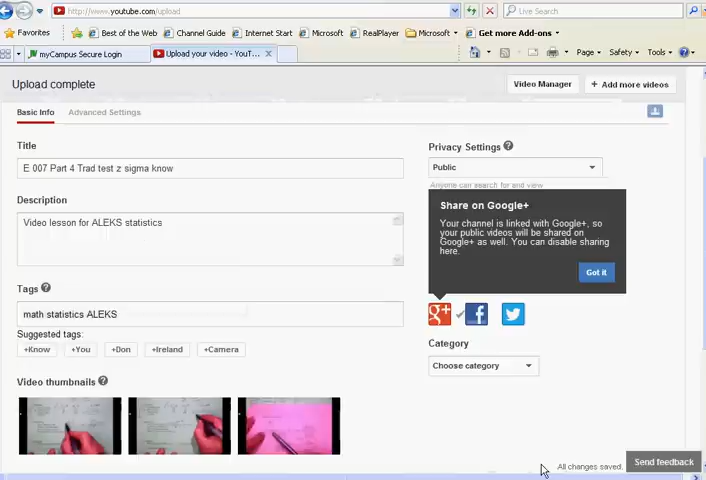 http://www.youtube.com/upload
Live Search
Favorites
Best of the Web
Channel Guide
Internet Start
Microsoft
RealPlayer
Microsoft
Get more Add-ons
myCampus Secure Login
Upload your video - YouT...
Page
Safety
Tools
Upload complete
Video Manager
+ Add more videos
Basic Info
Advanced Settings
Title
E 007 Part 4 Trad test z sigma know
Description
Video lesson for ALEKS statistics
Tags
math statistics ALEKS
Suggested tags:
+Know
+You
+Don
+Ireland
+Camera
Video thumbnails
Privacy Settings
Public
Anyone can search for and view
Share on Google+
Your channel is linked with Google+, so
your public videos will be shared on
Google+ as well. You can disable sharing
here.
Got it
Category
Choose category
All changes saved.
Send feedback